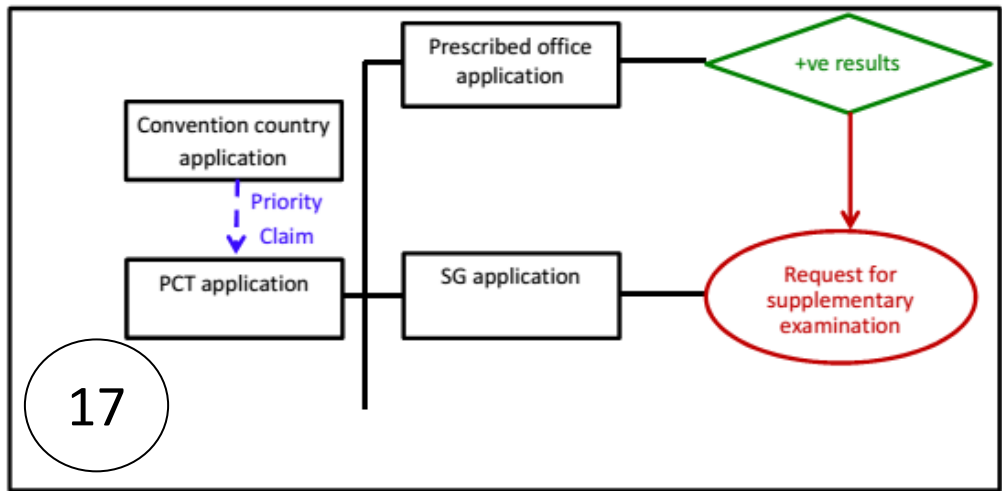 Prescribed office
application
+ve results
Convention country
application
Priority
Claim
PCT application
SG application
Request for
supplementary
examination
17